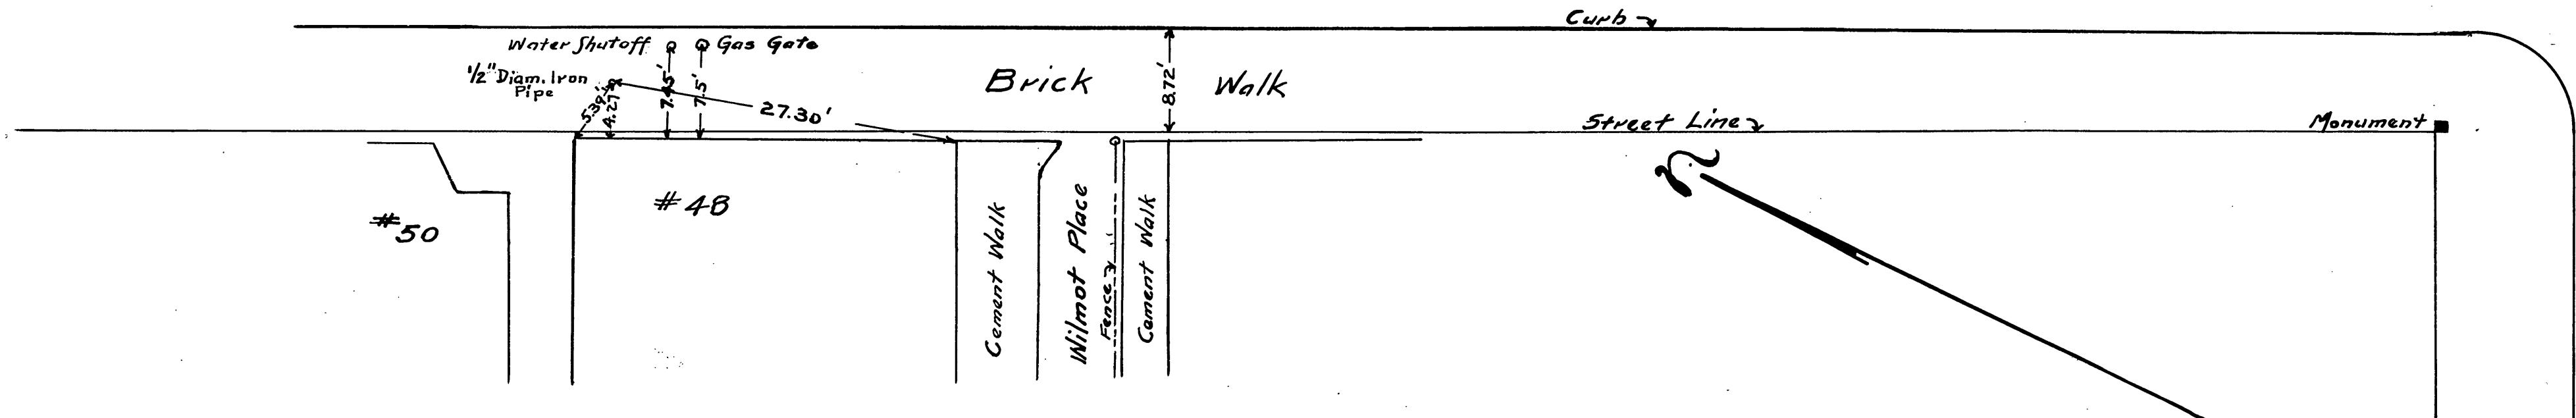 Curb
Water Shutoff
Gas Gate
1/2" Diam. Iron
Pipe
5.39'
4.27'
7.45'
7.5'
27.30'
Brick Walk
8.72'
Street Line
Monument
#50
#48
Cement Walk
Wilmot Place
Fence
Cement Walk